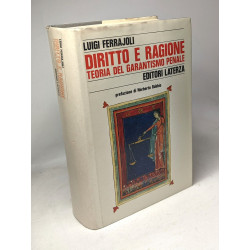 LUIGI FERRAJOLI
DIRITTO E RAGIONE
TEORIA DEL GARANTISMO PENALE
EDITORI LATERZA
prefazione di Norberto Bobbio